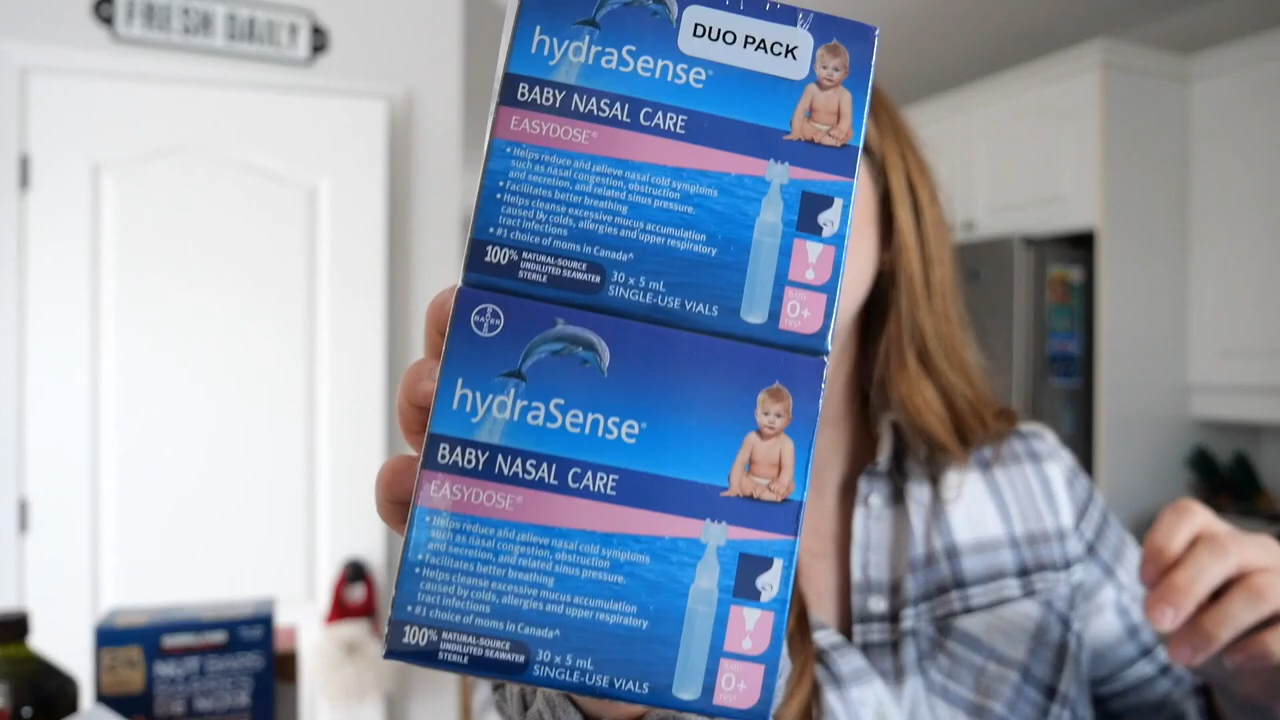 FRESH DAILY
DUO PACK
hydraSense®
BABY NASAL CARE
EASYDOSE®
• Helps reduce and relieve nasal cold symptoms
such as nasal congestion, obstruction
and secretion, and related sinus pressure.
• Facilitates better breathing
• Helps cleanse excessive mucus accumulation
caused by colds, allergies and upper respiratory
tract infections
• #1 choice of moms in Canada^
100% NATURAL-SOURCE
UNDILUTED SEAWATER
STERILE
30 x 5 mL
SINGLE-USE VIALS
0+
BAYER
hydraSense®
BABY NASAL CARE
EASYDOSE®
• Helps reduce and relieve nasal cold symptoms
such as nasal congestion, obstruction
and secretion, and related sinus pressure.
• Facilitates better breathing
• Helps cleanse excessive mucus accumulation
caused by colds, allergies and upper respiratory
tract infections
• #1 choice of moms in Canada^
100% NATURAL-SOURCE
UNDILUTED SEAWATER
STERILE
30 x 5 mL
SINGLE-USE VIALS
0+
NUT BARS